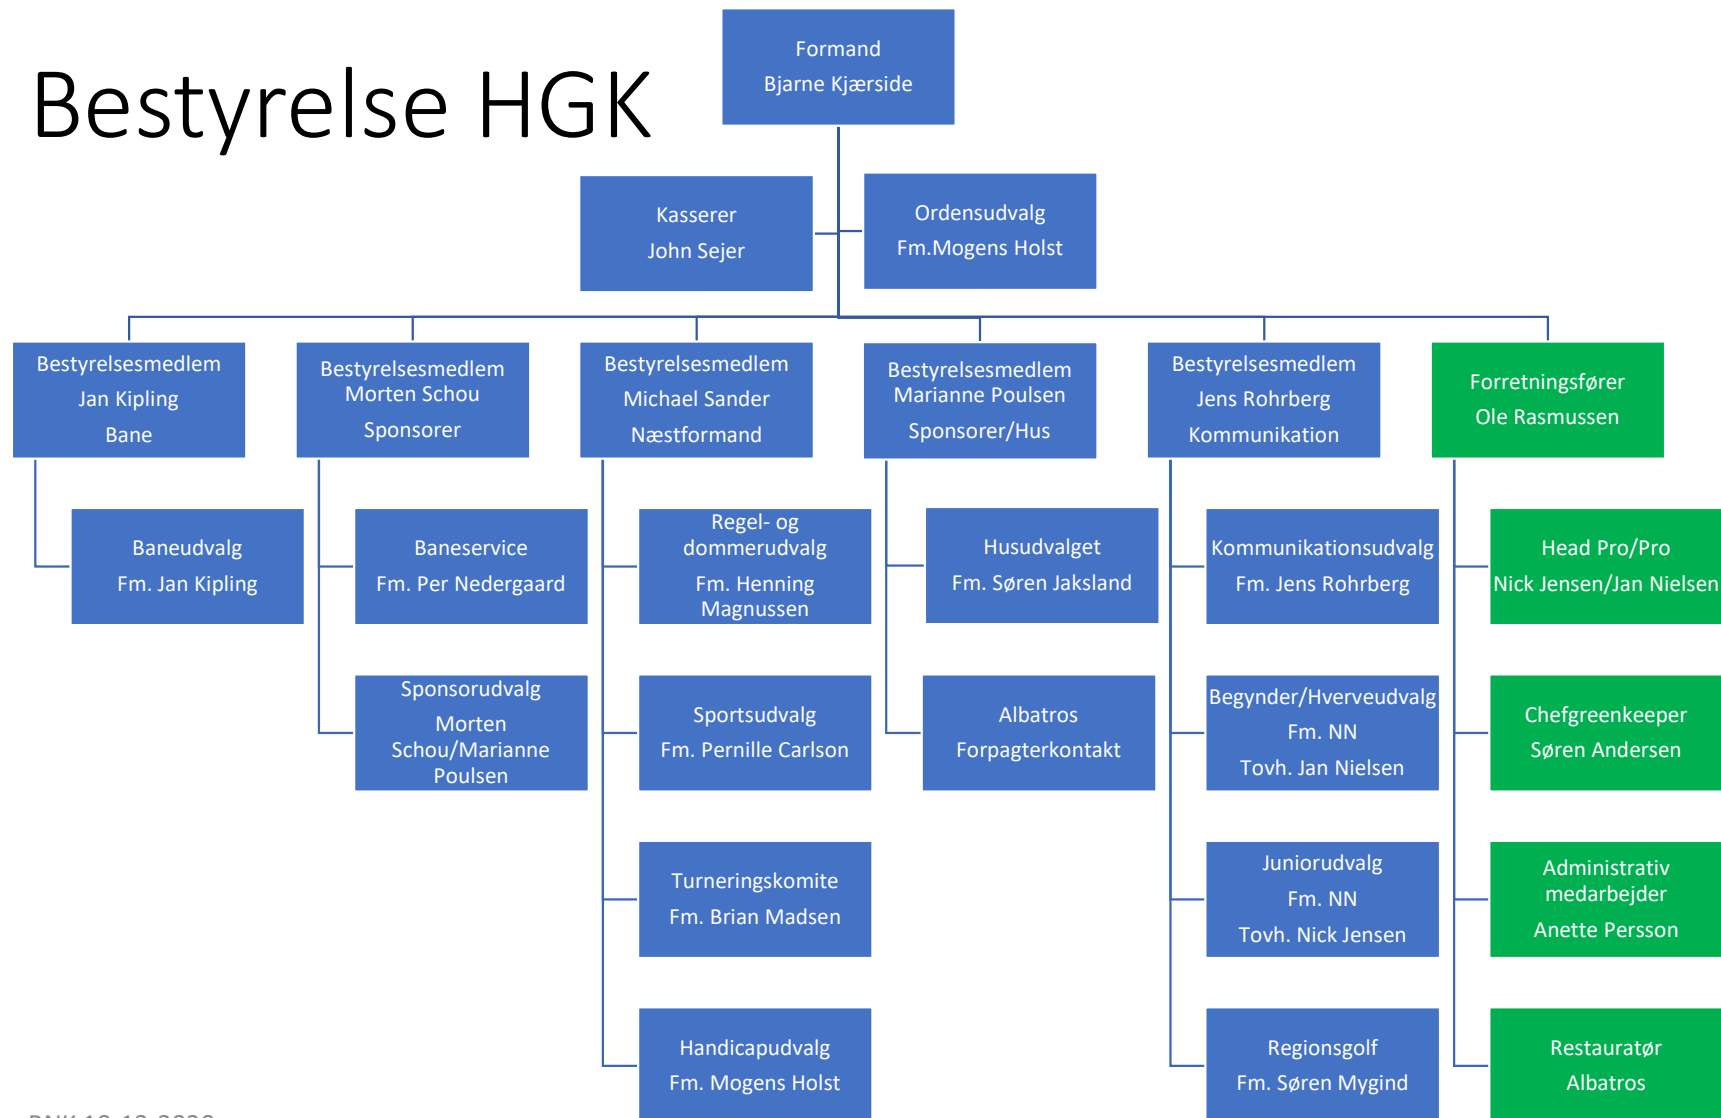 Bestyrelse HGK
Formand
Bjarne Kjærside
Kasserer
John Sejer
Ordensudvalg
Fm.Mogens Holst
Bestyrelsesmedlem
Jan Kipling
Bane
Bestyrelsesmedlem
Morten Schou
Sponsorer
Bestyrelsesmedlem
Michael Sander
Næstformand
Bestyrelsesmedlem
Marianne Poulsen
Sponsorer/Hus
Bestyrelsesmedlem
Jens Rohrberg
Kommunikation
Forretningsfører
Ole Rasmussen
Baneudvalg
Fm. Jan Kipling
Baneservice
Fm. Per Nedergaard
Regel- og
dommerudvalg
Fm. Henning
Magnussen
Husudvalget
Fm. Søren Jaksland
Kommunikationsudvalg
Fm. Jens Rohrberg
Head Pro/Pro
Nick Jensen/Jan Nielsen
Sponsorudvalg
Morten
Schou/Marianne
Poulsen
Sportsudvalg
Fm. Pernille Carlson
Albatros
Forpagterkontakt
Begynder/Hverveudvalg
Fm. NN
Tovh. Jan Nielsen
Chefgreenkeeper
Søren Andersen
Turneringskomite
Fm. Brian Madsen
Juniorudvalg
Fm. NN
Tovh. Nick Jensen
Administrativ
medarbejder
Anette Persson
Handicapudvalg
Fm. Mogens Holst
Regionsgolf
Fm. Søren Mygind
Restauratør
Albatros